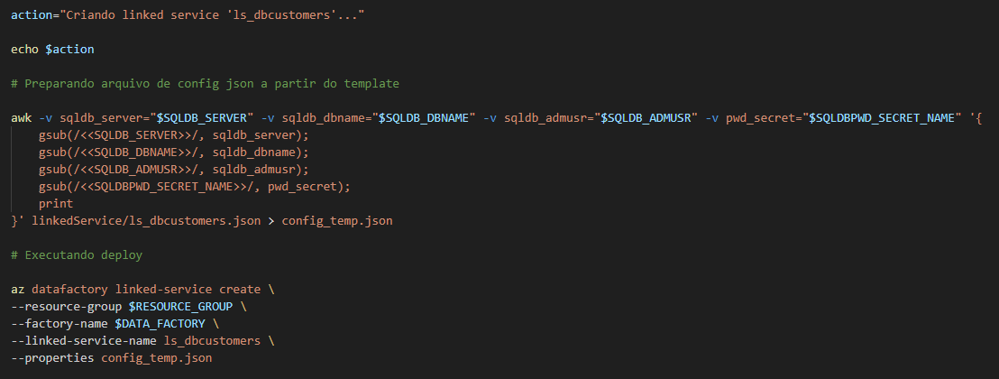 action="Criando linked service 'ls_dbcustomers'..."
echo $action
# Preparando arquivo de config json a partir do template
awk -v sqldb_server="$SQLDB_SERVER" -v sqldb_dbname="$SQLDB_DBNAME" -v sqldb_admusr="$SQLDB_ADMUSR" -v pwd_secret="$SQLDBPWD_SECRET_NAME" '{
    gsub(/<<SQLDB_SERVER>>/, sqldb_server);
    gsub(/<<SQLDB_DBNAME>>/, sqldb_dbname);
    gsub(/<<SQLDB_ADMUSR>>/, sqldb_admusr);
    gsub(/<<SQLDBPWD_SECRET_NAME>>/, pwd_secret);
    print
}' linkedService/ls_dbcustomers.json > config_temp.json
# Executando deploy
az datafactory linked-service create \
--resource-group $RESOURCE_GROUP \
--factory-name $DATA_FACTORY \
--linked-service-name ls_dbcustomers \
--properties config_temp.json